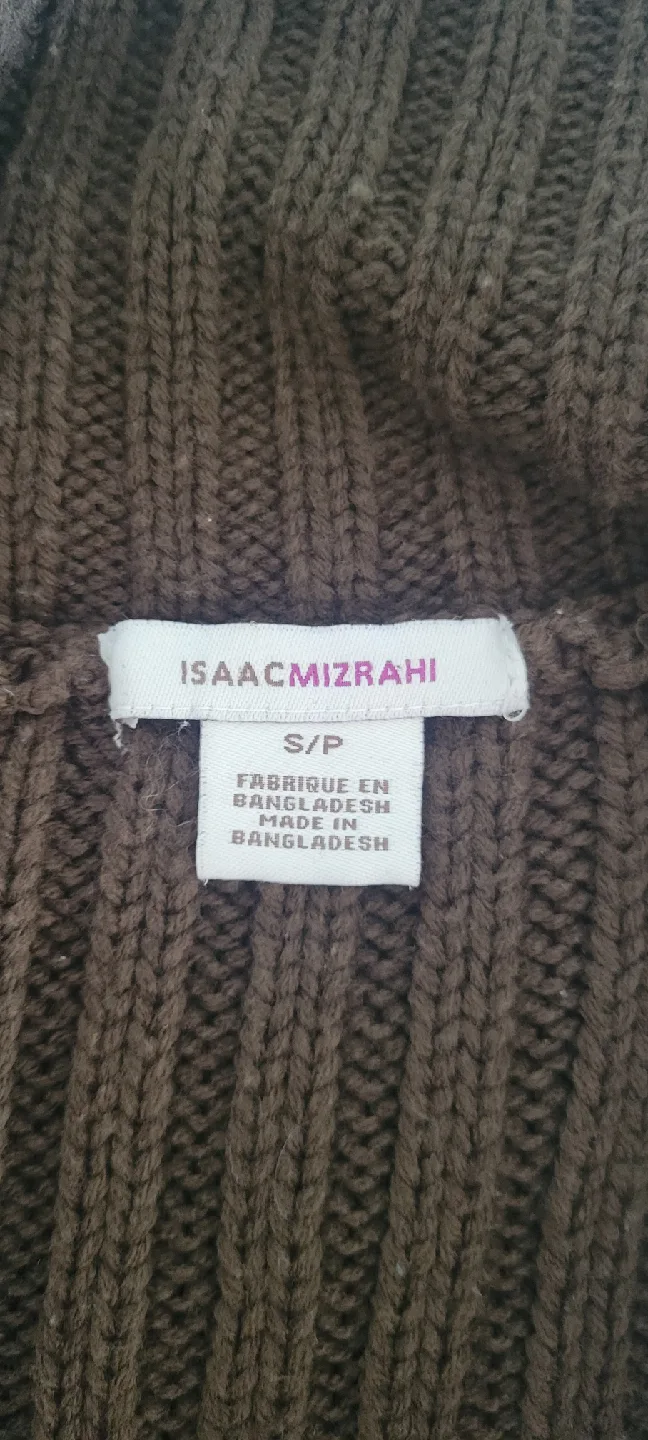 ISAACMIZRAHI
S/P
FABRIQUE EN
BANGLADESH
MADE IN
BANGLADESH